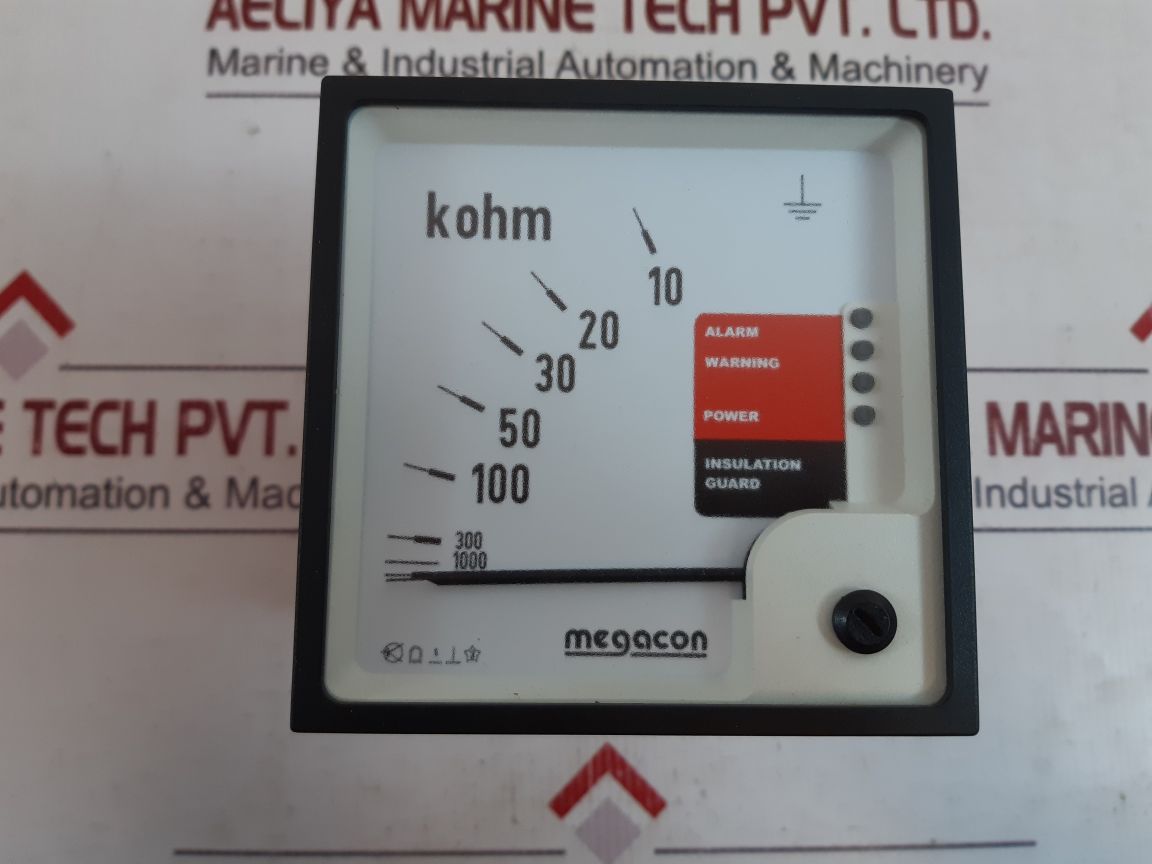 AELIYA MARINE TECH PVT. LTD.
Marine & Industrial Automation & Machinery
kohm
10
20
30
50
100
300
1000
ALARM
WARNING
POWER
INSULATION
GUARD
megacon
E TECH PVT.
utomation & Mac
MARIN
Industrial